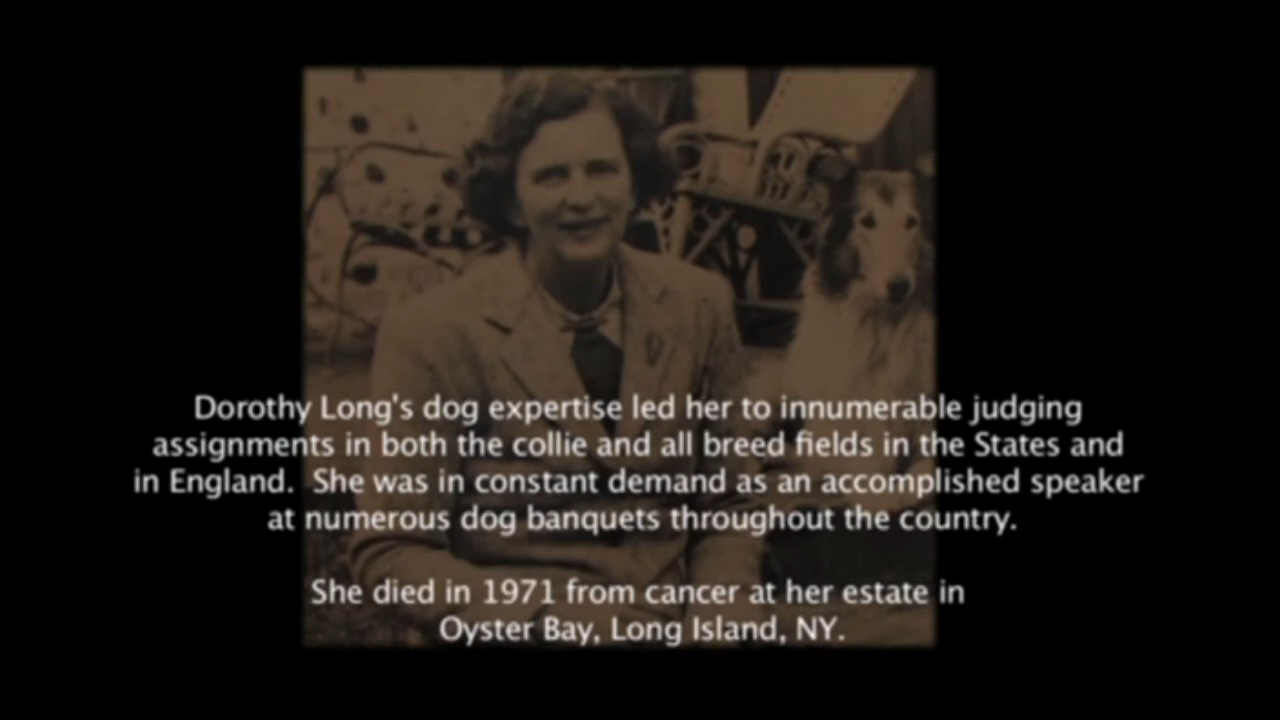 Dorothy Long's dog expertise led her to innumerable judging
assignments in both the collie and all breed fields in the States and
in England.  She was in constant demand as an accomplished speaker
at numerous dog banquets throughout the country.
She died in 1971 from cancer at her estate in
Oyster Bay, Long Island, NY.